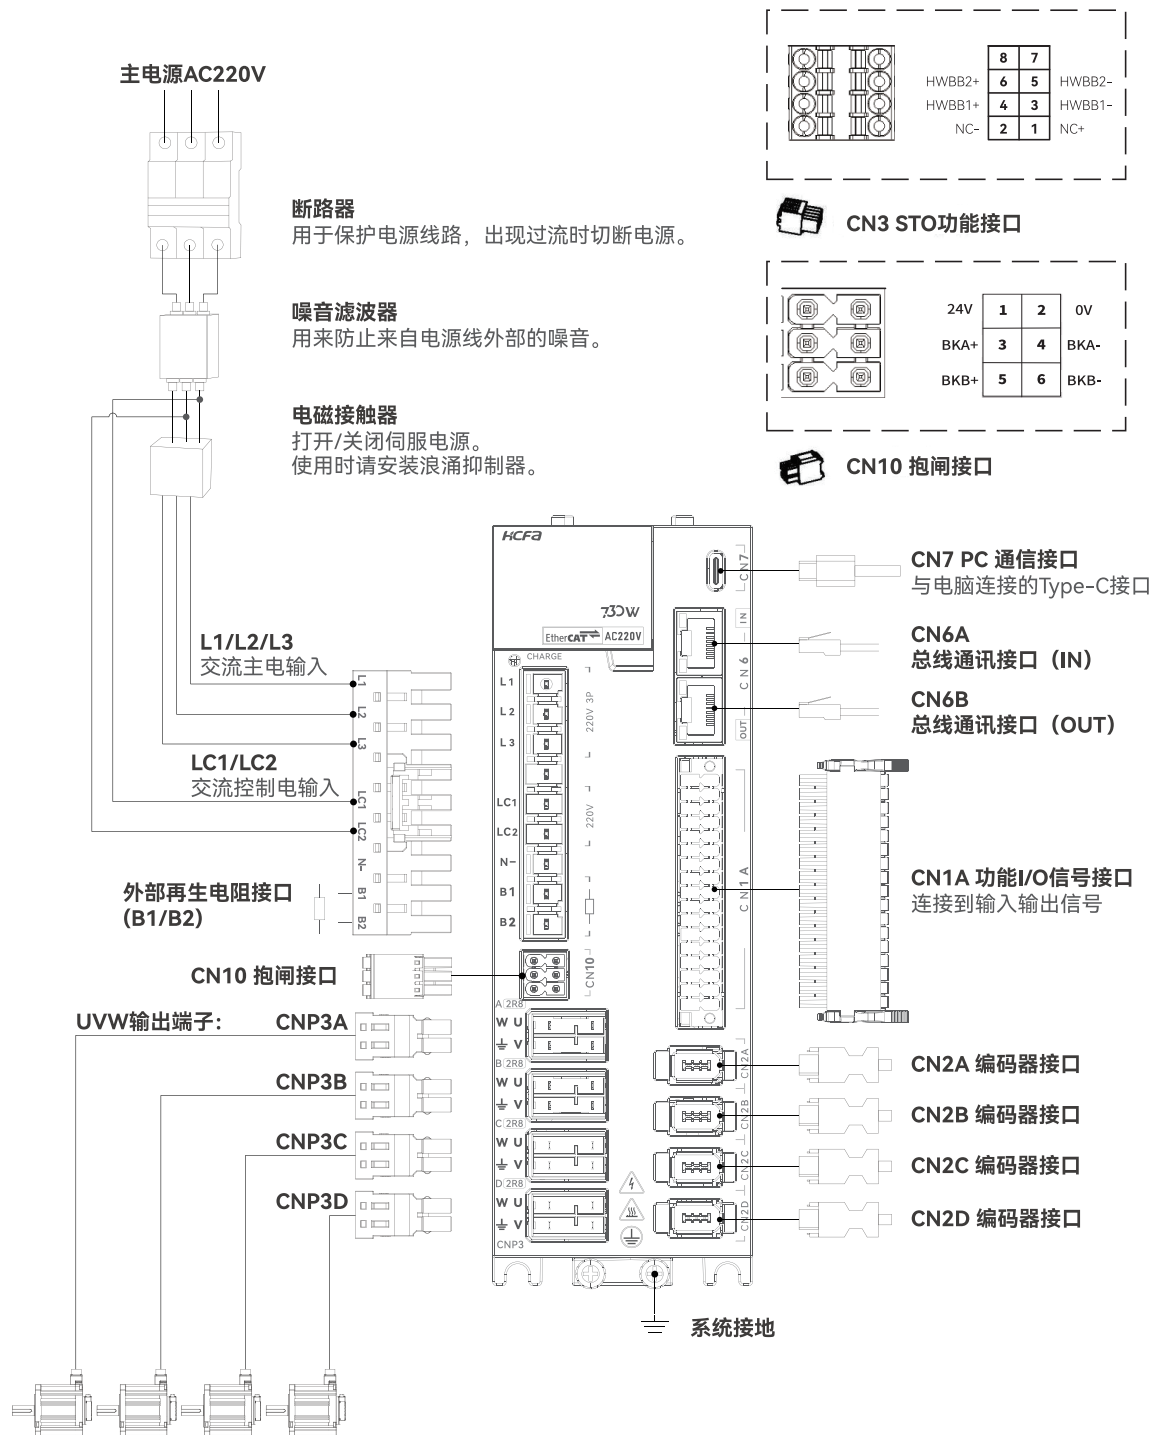 主电源AC220V
断路器
用于保护电源线路，出现过流时切断电源。
噪音滤波器
用来防止来自电源线外部的噪音。
电磁接触器
打开/关闭伺服电源。
使用时请安装浪涌抑制器。
8 7
HWBB2+ 6 5 HWBB2-
HWBB1+ 4 3 HWBB1-
NC- 2 1 NC+
CN3 STO功能接口
24V 1 2 0V
BKA+ 3 4 BKA-
BKB+ 5 6 BKB-
CN10 抱闸接口
HCFA
730W
EtherCAT AC220V
CHARGE
CN7
IN
CN 6
OUT
CN7 PC 通信接口
与电脑连接的Type-C接口
CN6A
总线通讯接口（IN）
CN6B
总线通讯接口（OUT）
L1/L2/L3
交流主电输入
LC1/LC2
交流控制电输入
外部再生电阻接口
（B1/B2）
L1
L2
L3
LC1
LC2
N-
B1
B2
L1
L2
L3
LC1
LC2
N-
B1
B2
220V 3P
220V
CN10
CN1A
CN1A 功能I/O信号接口
连接到输入输出信号
CN10 抱闸接口
UVW输出端子：
CNP3A
CNP3B
CNP3C
CNP3D
A 2R8
W U
V
B 2R8
W U
V
C 2R8
W U
V
D 2R8
W U
V
CNP3
CN2A
CN2B
CN2C
CN2D
CN2A 编码器接口
CN2B 编码器接口
CN2C 编码器接口
CN2D 编码器接口
系统接地